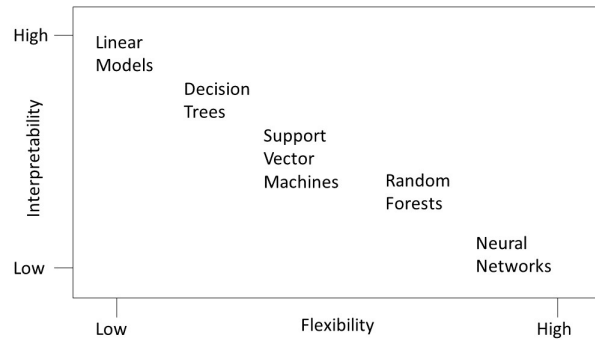 High
Linear
Models
Decision
Trees
Support
Vector
Machines
Random
Forests
Neural
Networks
Interpretability
Low
Low
Flexibility
High